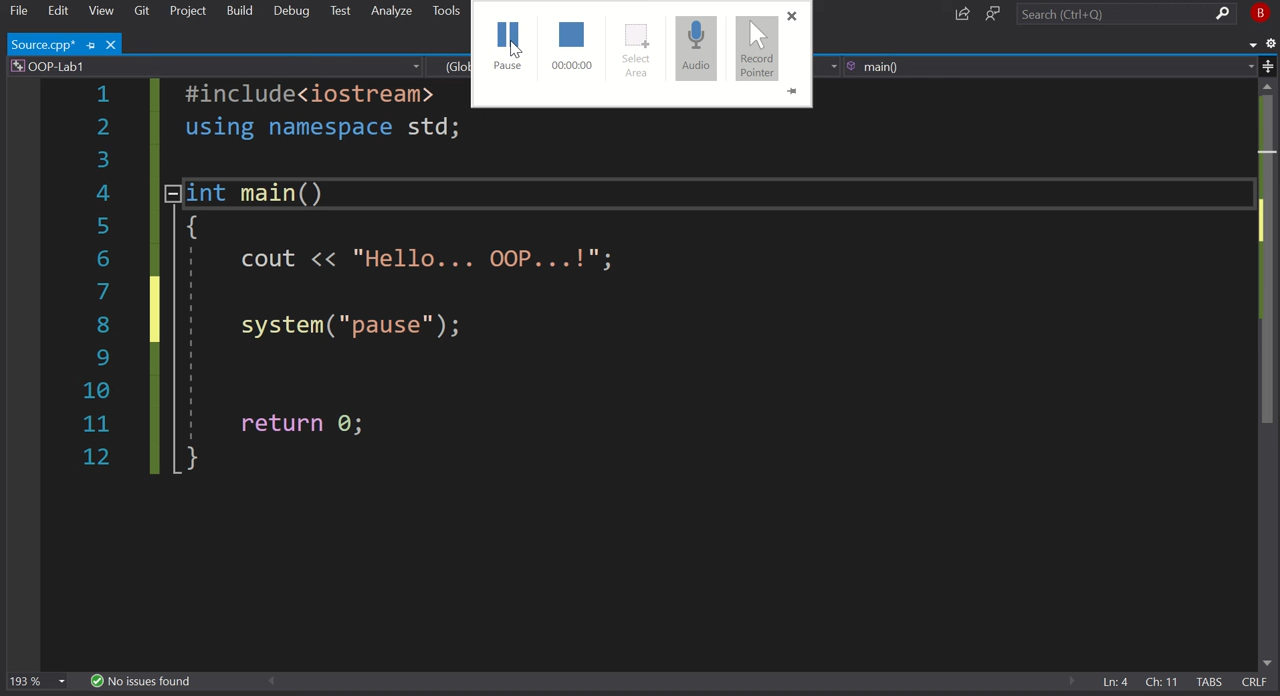 File Edit View Git Project Build Debug Test Analyze Tools
Search (Ctrl+Q)
B
Pause
00:00:00
Select Area
Audio
Record Pointer
Source.cpp*
OOP-Lab1
main()
1 #include<iostream>
2 using namespace std;
3
4 int main()
5 {
6 cout << "Hello... OOP...!";
7
8 system("pause");
9
10
11 return 0;
12 }
193 % No issues found Ln: 4 Ch: 11 TABS CRLF